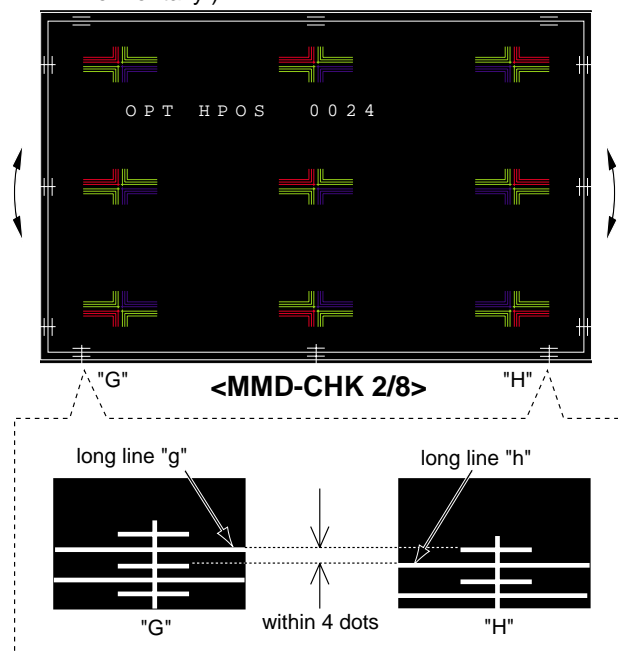 OPT HPOS 0024
"G" <MMD-CHK 2/8> "H"
long line "g" long line "h"
within 4 dots
"G" "H"